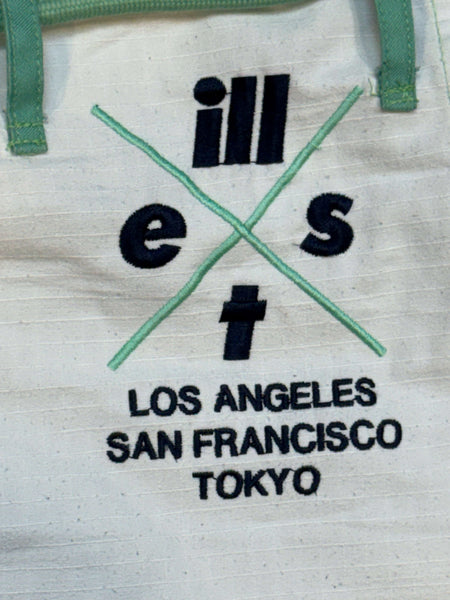 ill
e s
t
LOS ANGELES
SAN FRANCISCO
TOKYO